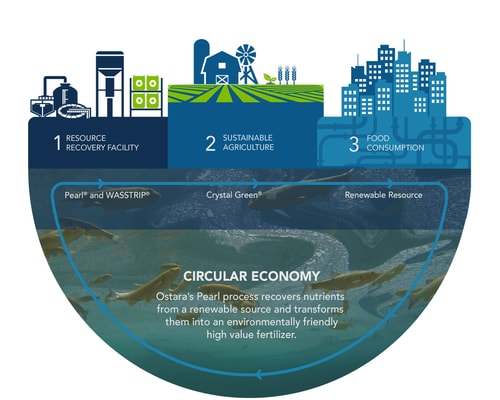 1 RESOURCE
RECOVERY FACILITY
2 SUSTAINABLE
AGRICULTURE
3 FOOD
CONSUMPTION
Pearl® and WASSTRIP®
Crystal Green®
Renewable Resource
CIRCULAR ECONOMY
Ostara's Pearl process recovers nutrients
from a renewable source and transforms
them into an environmentally friendly
high value fertilizer.